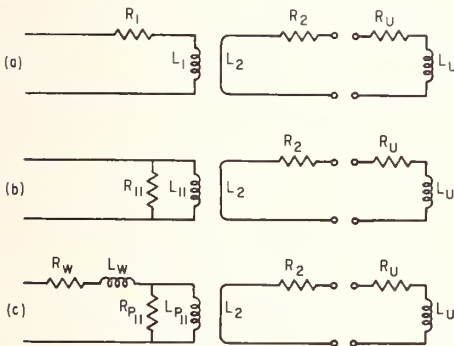 R1 R2 RU
(a) L1 L2 LU
R2 RU
(b) R11 L11 L2 LU
RW LW R2 RU
(c) RP11 LP11 L2 LU